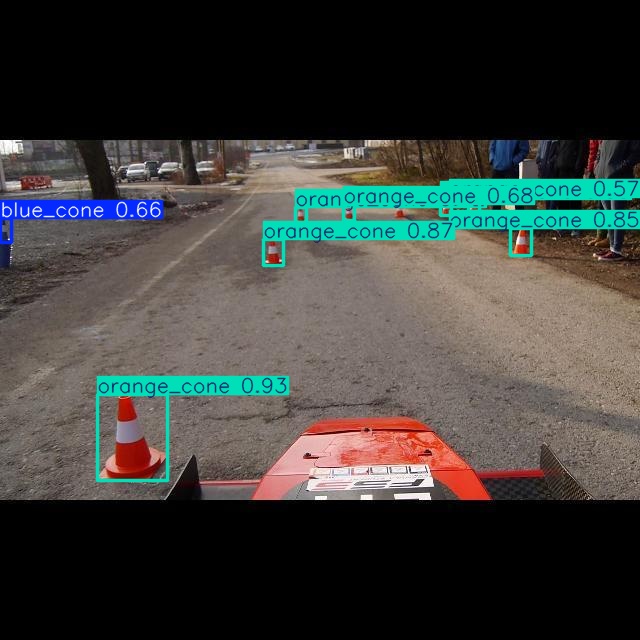 cone 0.57
oran
orange_cone 0.68
blue_cone 0.66
orange_cone 0.85
orange_cone 0.87
orange_cone 0.93